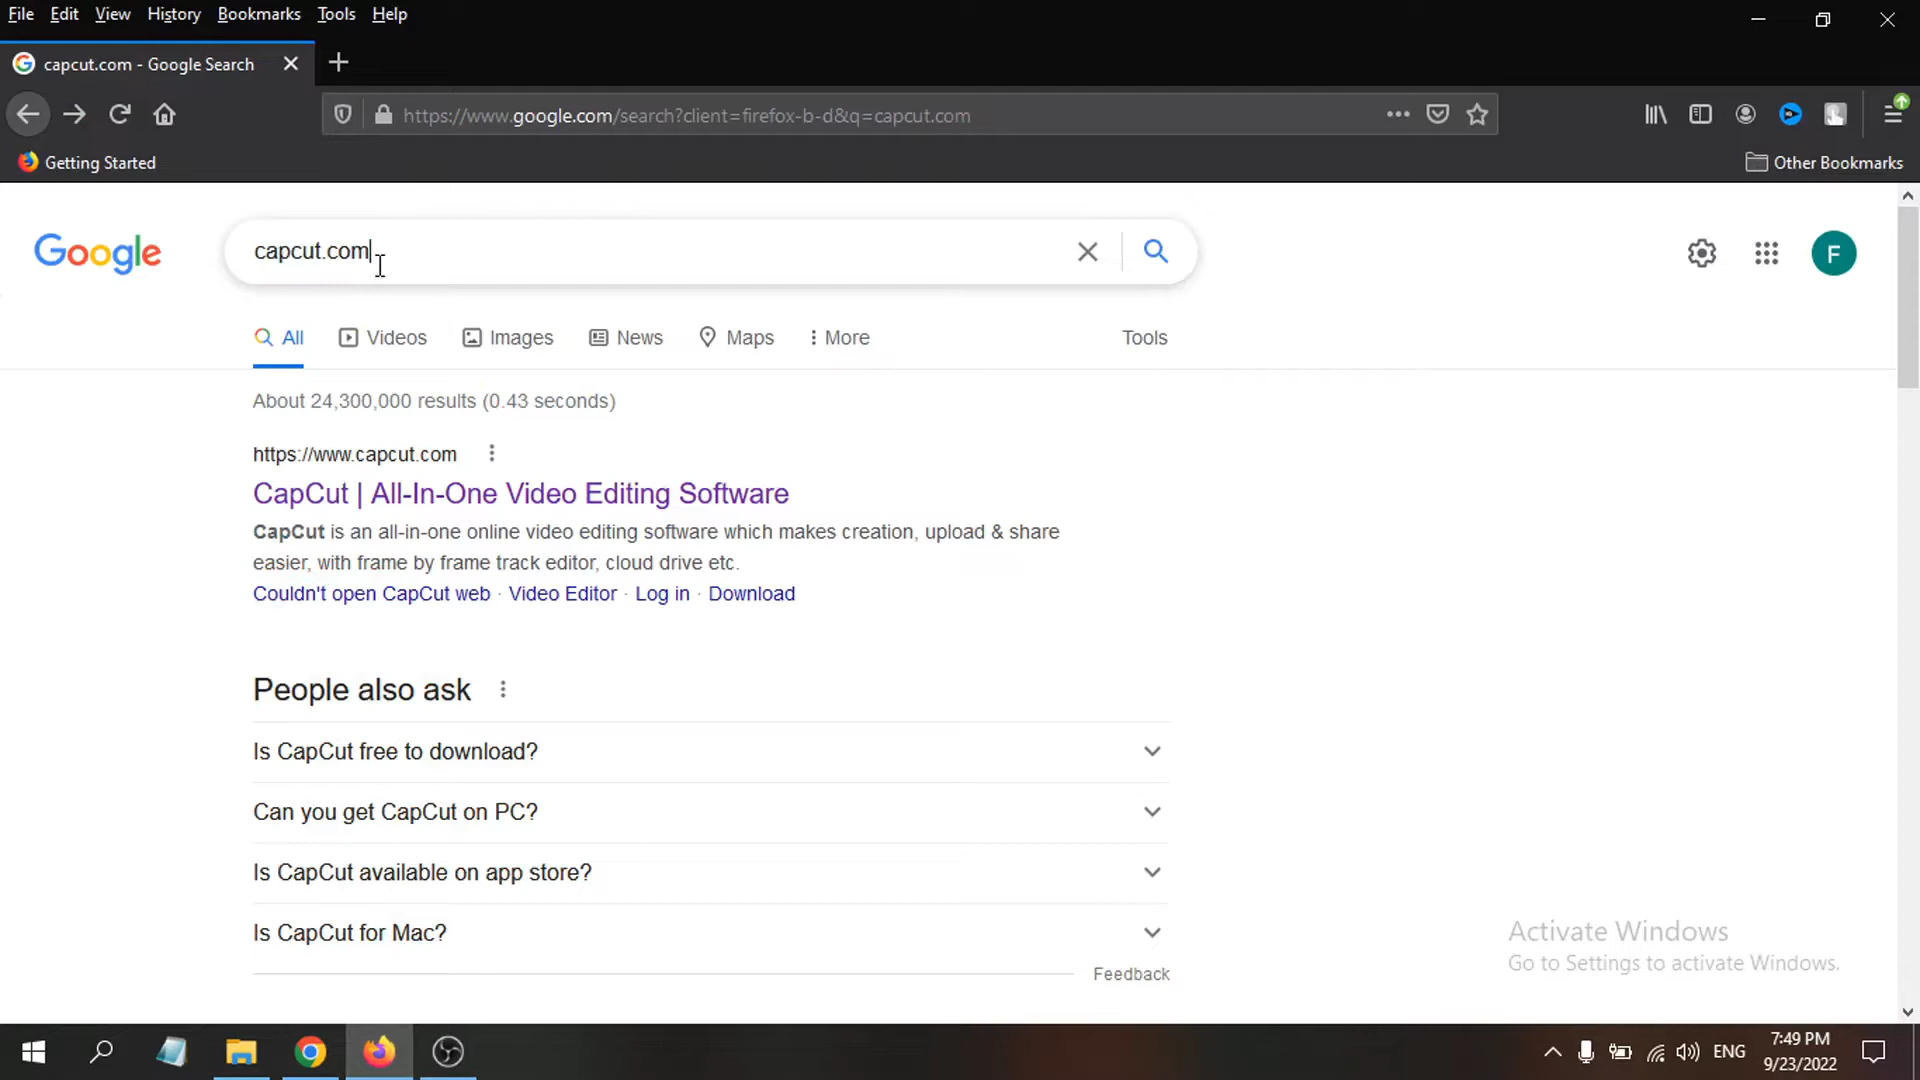 File Edit View History Bookmarks Tools Help
capcut.com - Google Search
https://www.google.com/search?client=firefox-b-d&q=capcut.com
Getting Started
Other Bookmarks
Google
capcut.com
F
All Videos Images News Maps More Tools
About 24,300,000 results (0.43 seconds)
https://www.capcut.com
CapCut | All-In-One Video Editing Software
CapCut is an all-in-one online video editing software which makes creation, upload & share
easier, with frame by frame track editor, cloud drive etc.
Couldn't open CapCut web · Video Editor · Log in · Download
People also ask
Is CapCut free to download?
Can you get CapCut on PC?
Is CapCut available on app store?
Is CapCut for Mac?
Feedback
Activate Windows
Go to Settings to activate Windows.
ENG
7:49 PM
9/23/2022